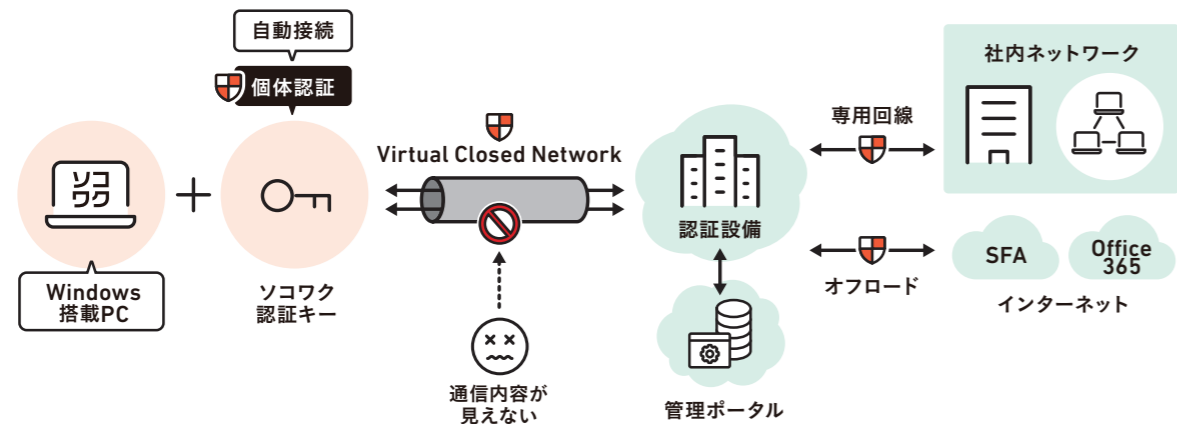 自動接続
個体認証
ソコ
ワク
Windows
搭載PC
ソコワク
認証キー
Virtual Closed Network
通信内容が
見えない
認証設備
管理ポータル
専用回線
オフロード
社内ネットワーク
SFA
Office
365
インターネット